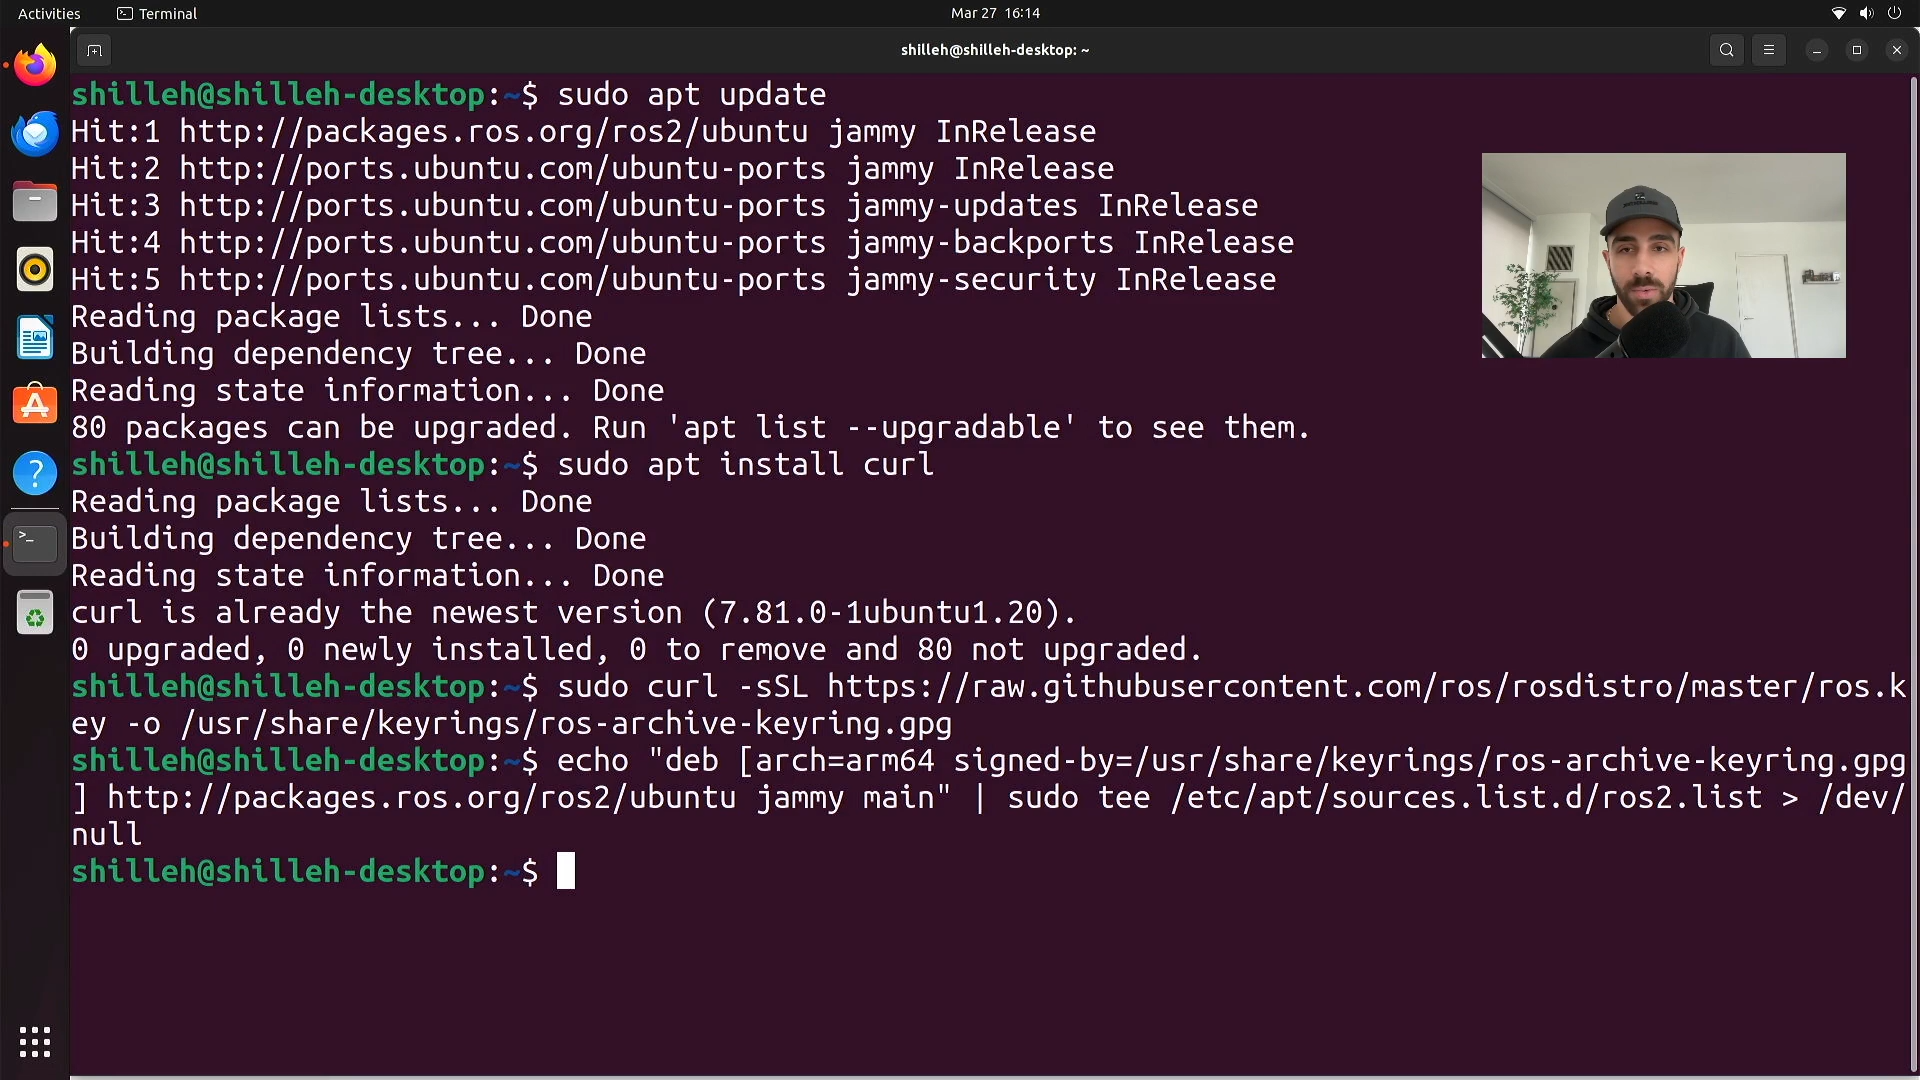 Activities Terminal Mar 27 16:14
shilleh@shilleh-desktop: ~
shilleh@shilleh-desktop:~$ sudo apt update
Hit:1 http://packages.ros.org/ros2/ubuntu jammy InRelease
Hit:2 http://ports.ubuntu.com/ubuntu-ports jammy InRelease
Hit:3 http://ports.ubuntu.com/ubuntu-ports jammy-updates InRelease
Hit:4 http://ports.ubuntu.com/ubuntu-ports jammy-backports InRelease
Hit:5 http://ports.ubuntu.com/ubuntu-ports jammy-security InRelease
Reading package lists... Done
Building dependency tree... Done
Reading state information... Done
80 packages can be upgraded. Run 'apt list --upgradable' to see them.
shilleh@shilleh-desktop:~$ sudo apt install curl
Reading package lists... Done
Building dependency tree... Done
Reading state information... Done
curl is already the newest version (7.81.0-1ubuntu1.20).
0 upgraded, 0 newly installed, 0 to remove and 80 not upgraded.
shilleh@shilleh-desktop:~$ sudo curl -sSL https://raw.githubusercontent.com/ros/rosdistro/master/ros.k
ey -o /usr/share/keyrings/ros-archive-keyring.gpg
shilleh@shilleh-desktop:~$ echo "deb [arch=arm64 signed-by=/usr/share/keyrings/ros-archive-keyring.gpg
] http://packages.ros.org/ros2/ubuntu jammy main" | sudo tee /etc/apt/sources.list.d/ros2.list > /dev/
null
shilleh@shilleh-desktop:~$